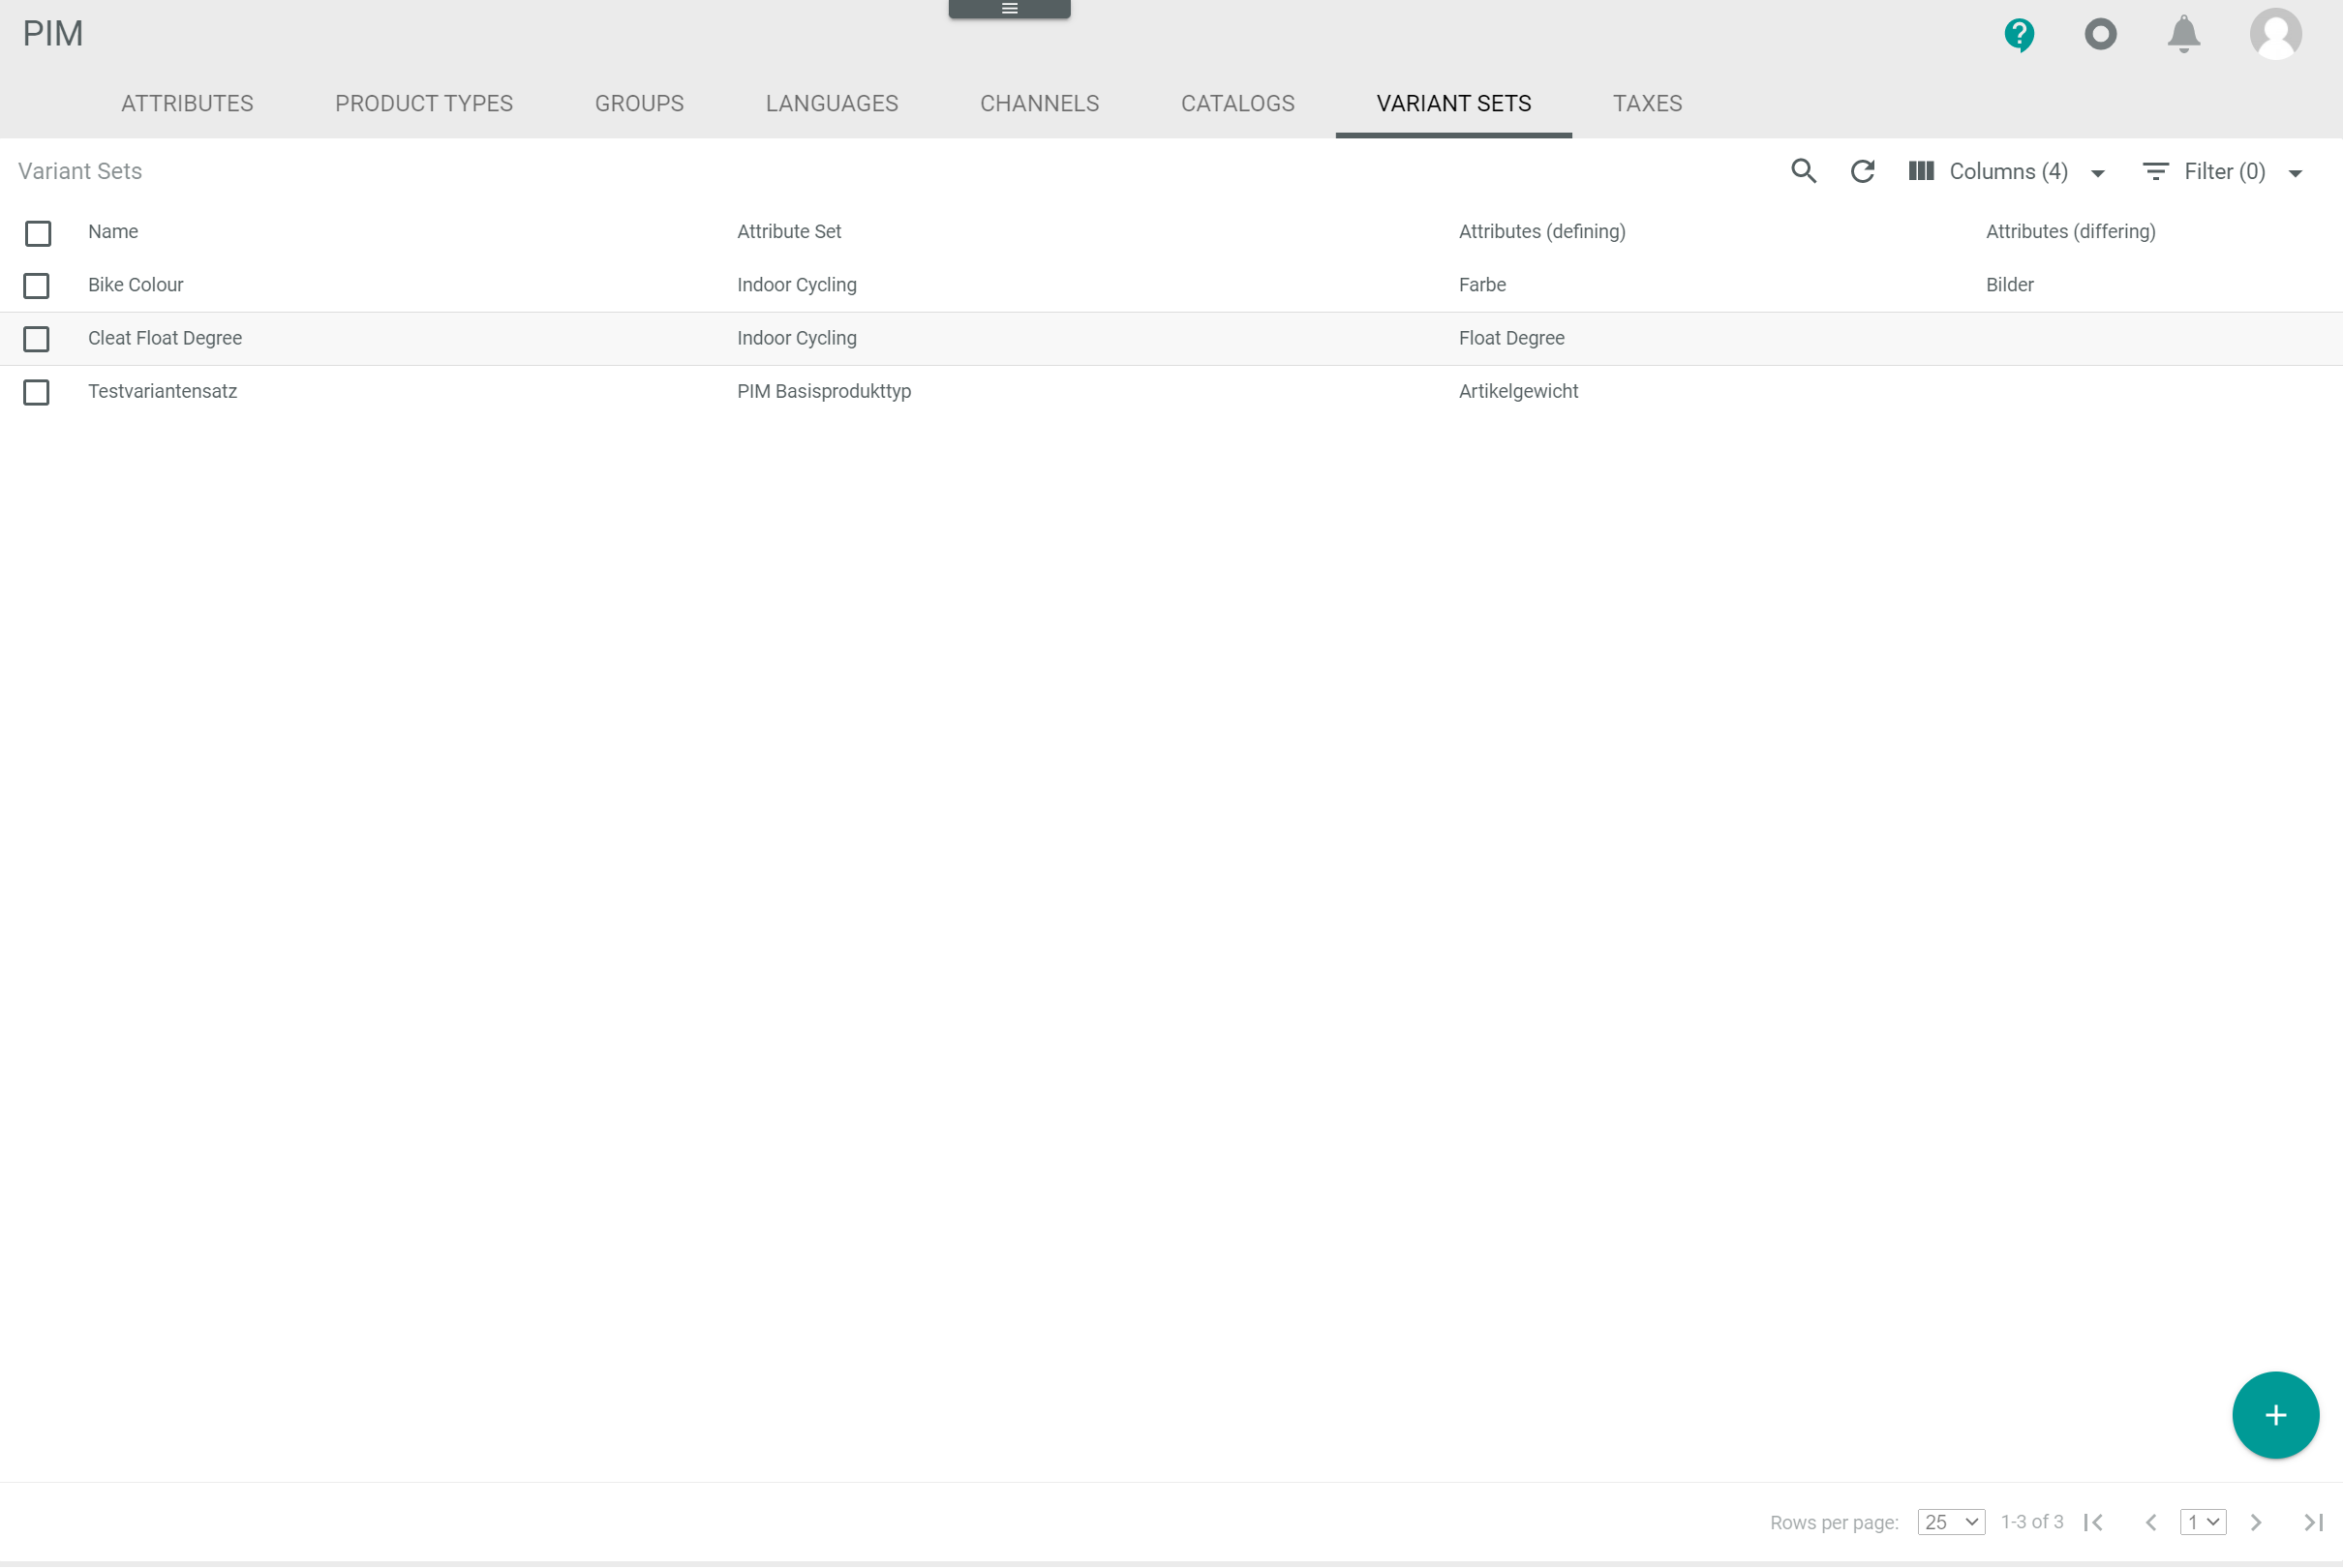 PIM
ATTRIBUTES PRODUCT TYPES GROUPS LANGUAGES CHANNELS CATALOGS VARIANT SETS TAXES
Variant Sets Columns (4) Filter (0)
Name Attribute Set Attributes (defining) Attributes (differing)
Bike Colour Indoor Cycling Farbe Bilder
Cleat Float Degree Indoor Cycling Float Degree
Testvariantensatz PIM Basisprodukttyp Artikelgewicht
Rows per page: 25 1-3 of 3 1